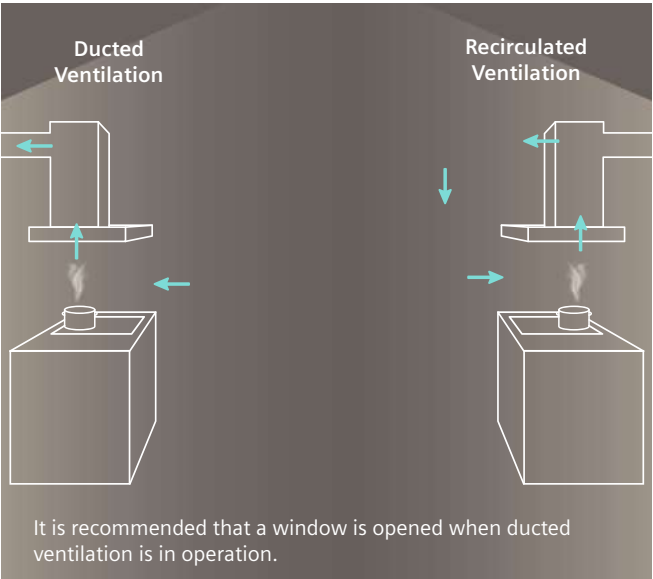 Ducted
Ventilation
Recirculated
Ventilation
It is recommended that a window is opened when ducted
ventilation is in operation.